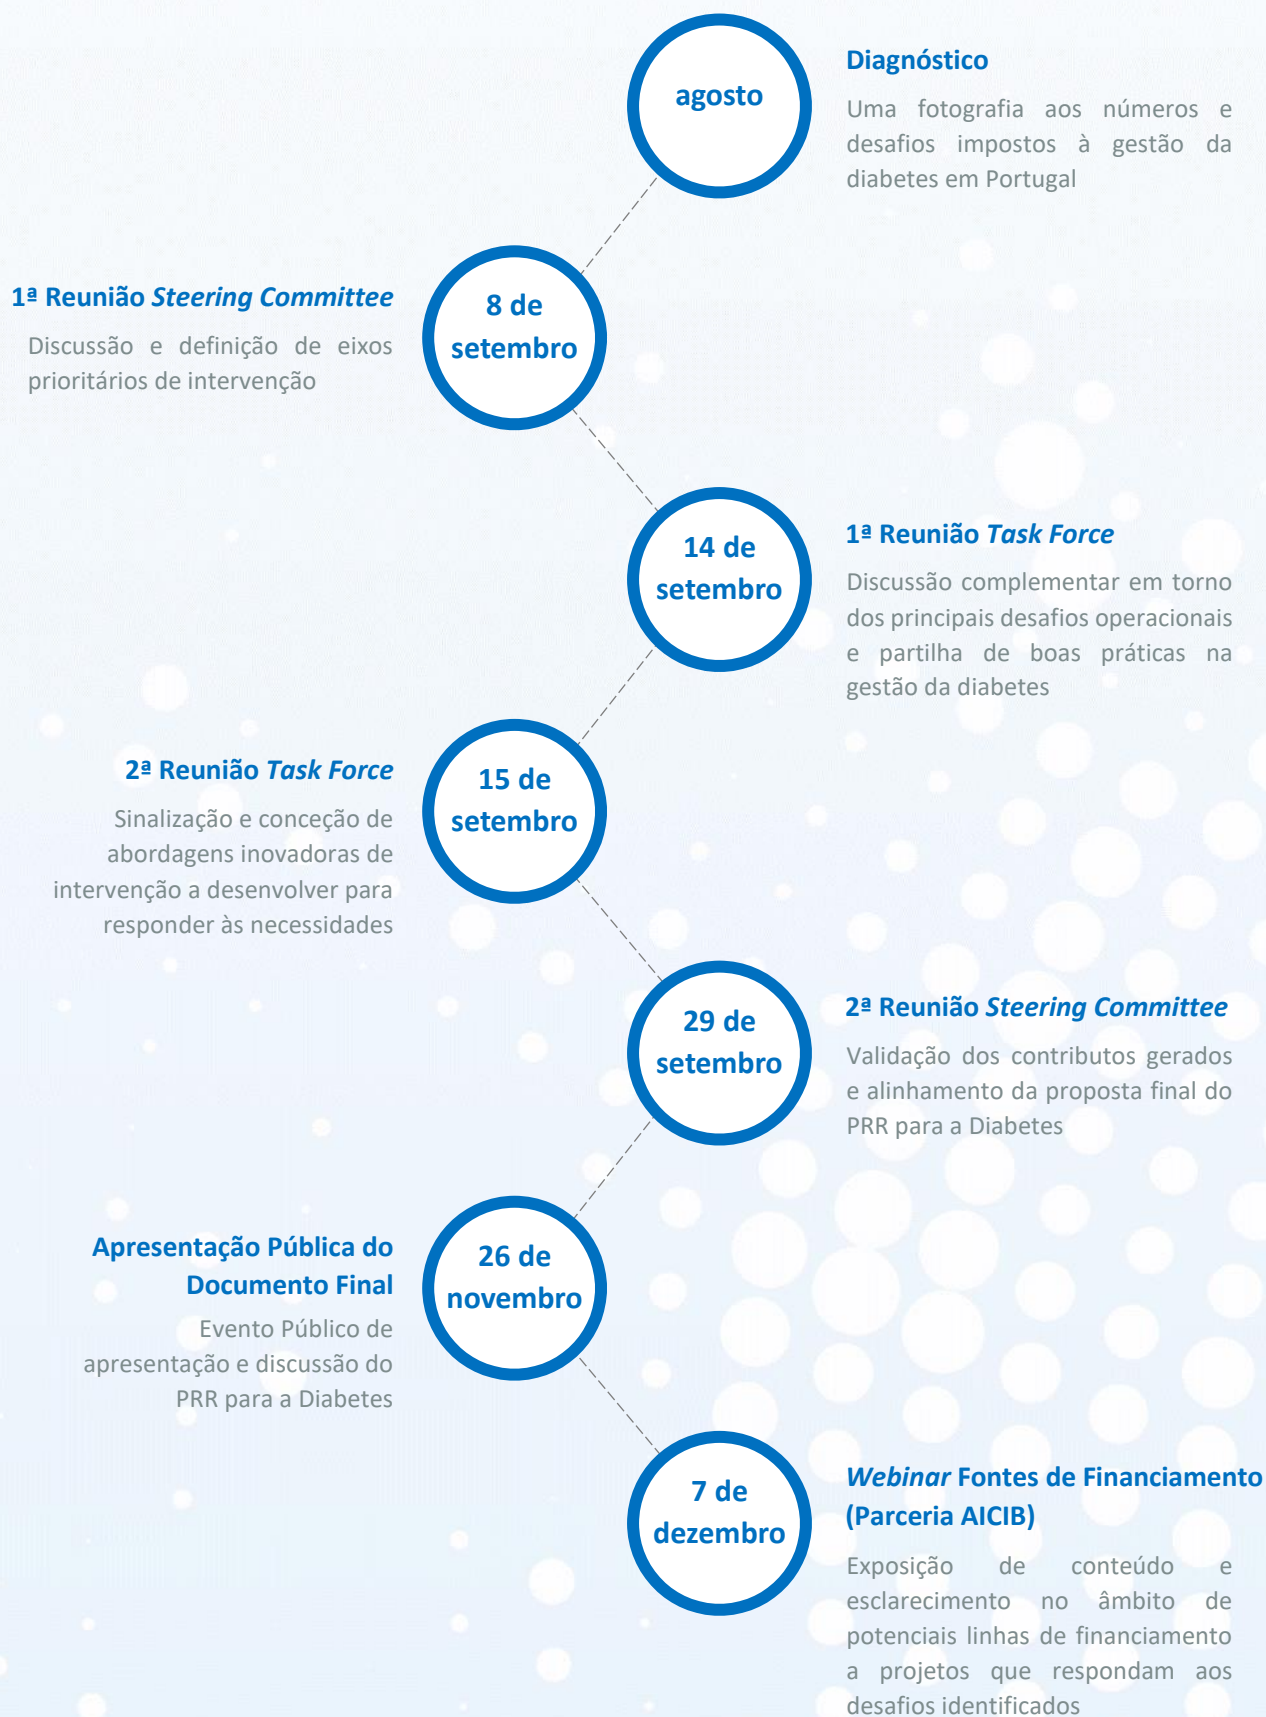 agosto
Diagnóstico
Uma fotografia aos números e
desafios impostos à gestão da
diabetes em Portugal
1ª Reunião Steering Committee
Discussão e definição de eixos
prioritários de intervenção
8 de
setembro
14 de
setembro
1ª Reunião Task Force
Discussão complementar em torno
dos principais desafios operacionais
e partilha de boas práticas na
gestão da diabetes
2ª Reunião Task Force
Sinalização e conceção de
abordagens inovadoras de
intervenção a desenvolver para
responder às necessidades
15 de
setembro
29 de
setembro
2ª Reunião Steering Committee
Validação dos contributos gerados
e alinhamento da proposta final do
PRR para a Diabetes
Apresentação Pública do
Documento Final
Evento Público de
apresentação e discussão do
PRR para a Diabetes
26 de
novembro
7 de
dezembro
Webinar Fontes de Financiamento
(Parceria AICIB)
Exposição de conteúdo e
esclarecimento no âmbito de
potenciais linhas de financiamento
a projetos que respondam aos
desafios identificados